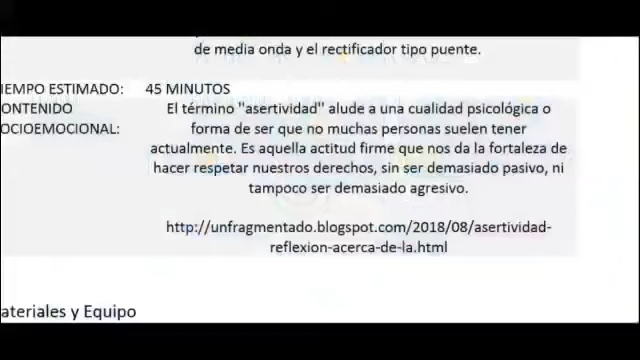 de media onda y el rectificador tipo puente.
IEMPO ESTIMADO: 45 MINUTOS
ONTENIDO El término "asertividad" alude a una cualidad psicológica o
OCIOEMOCIONAL: forma de ser que no muchas personas suelen tener
actualmente. Es aquella actitud firme que nos da la fortaleza de
hacer respetar nuestros derechos, sin ser demasiado pasivo, ni
tampoco ser demasiado agresivo.
http://unfragmentado.blogspot.com/2018/08/asertividad-
reflexion-acerca-de-la.html
ateriales y Equipo